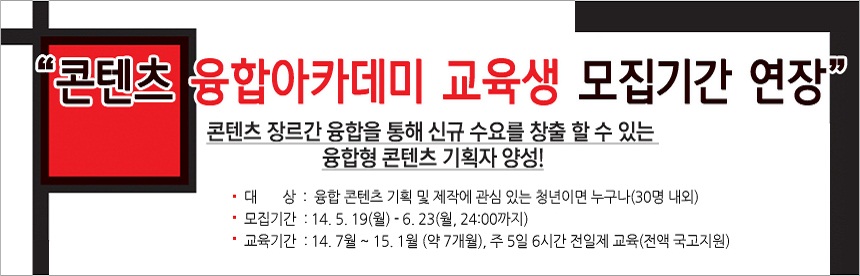 “콘텐츠 융합아카데미 교육생 모집기간 연장”
콘텐츠 장르간 융합을 통해 신규 수요를 창출 할 수 있는
융합형 콘텐츠 기획자 양성!
▪ 대 상 : 융합 콘텐츠 기획 및 제작에 관심 있는 청년이면 누구나(30명 내외)
▪ 모집기간 : 14. 5. 19(월) - 6. 23(월, 24:00까지)
▪ 교육기간 : 14. 7월 ~ 15. 1월 (약 7개월), 주 5일 6시간 전일제 교육(전액 국고지원)